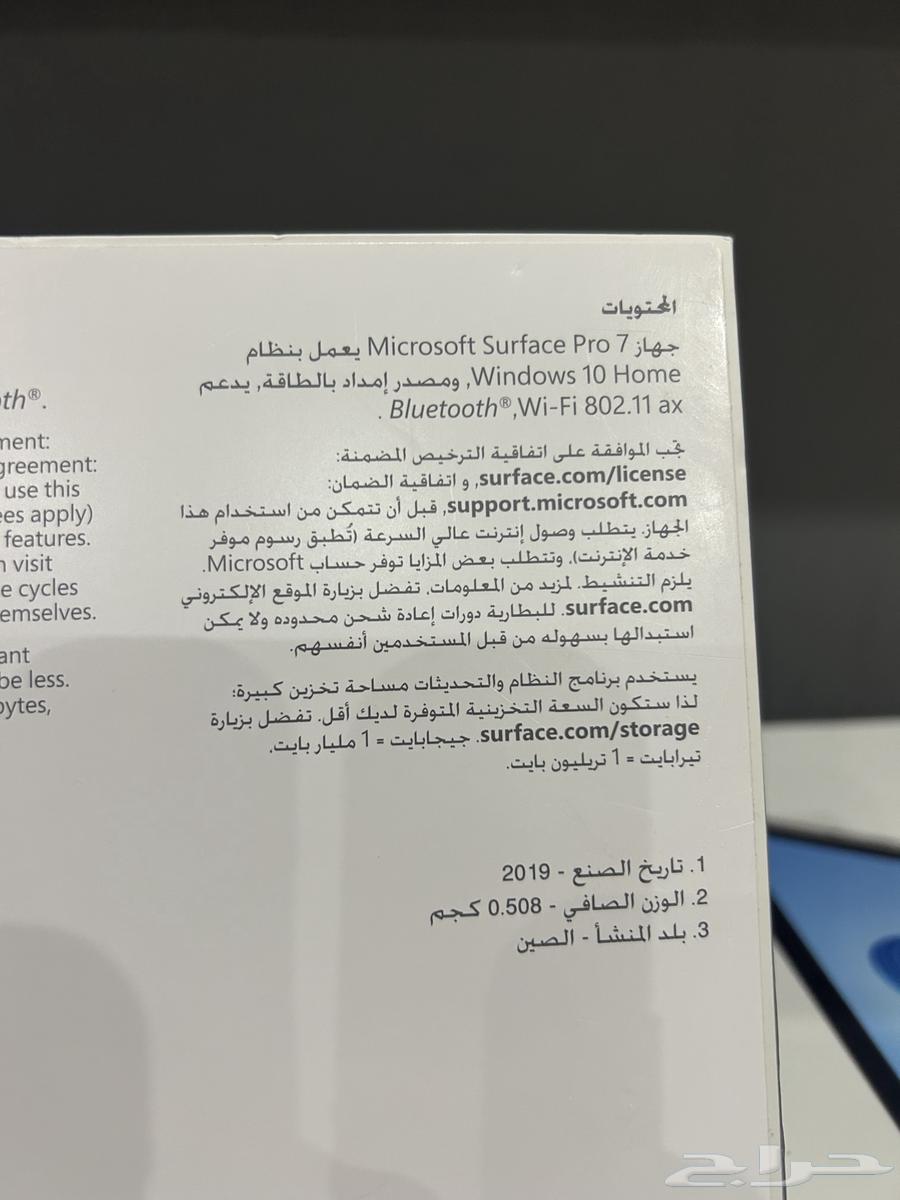 المحتويات
جهاز Microsoft Surface Pro 7 يعمل بنظام
Windows 10 Home, ومصدر إمداد بالطاقة, يدعم
Bluetooth®,Wi-Fi 802.11 ax .
تجب الموافقة على اتفاقية الترخيص المضمنة:
surface.com/license, و اتفاقية الضمان:
support.microsoft.com, قبل أن تتمكن من استخدام هذا
الجهاز. يتطلب وصول إنترنت عالي السرعة (تُطبق رسوم موفر
خدمة الإنترنت). وتتطلب بعض المزايا توفر حساب Microsoft.
يلزم التنشيط. لمزيد من المعلومات, تفضل بزيارة الموقع الإلكتروني
surface.com. للبطارية دورات إعادة شحن محدوده ولا يمكن
استبدالها بسهوله من قبل المستخدمين أنفسهم.
يستخدم برنامج النظام والتحديثات مساحة تخزين كبيرة؛
لذا ستكون السعة التخزينية المتوفرة لديك أقل. تفضل بزيارة
surface.com/storage. جيجابايت = 1 مليار بايت.
تيرابايت = 1 تريليون بايت.
1. تاريخ الصنع - 2019
2. الوزن الصافي - 0.508 كجم
3. بلد المنشأ - الصين
th®.
ment:
greement:
use this
ees apply)
features.
n visit
e cycles
emselves.
ant
be less.
bytes,
حراج